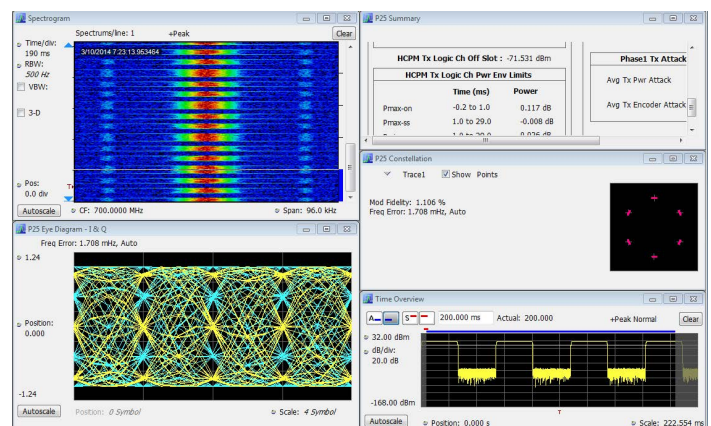 Spectrogram
Spectrums/line: 1
+Peak
Clear
Time/div:
190 ms
RBW:
500 Hz
VBW:
3-D
Pos:
0.0 div
Autoscale
3/10/2014 7:23:13.953464
T
CF: 700.0000 MHz
Span: 96.0 kHz
P25 Summary
HCPM Tx Logic Ch Off Slot : -71.531 dBm
HCPM Tx Logic Ch Pwr Env Limits
Time (ms) Power
Pmax-on -0.2 to 1.0 0.117 dB
Pmax-ss 1.0 to 29.0 -0.008 dB
1.0 to 29.0 0.026 dB
Phase1 Tx Attack
Avg Tx Pwr Attack
Avg Tx Encoder Attack
P25 Constellation
Trace1
Show Points
Mod Fidelity: 1.106 %
Freq Error: 1.708 mHz, Auto
P25 Eye Diagram - I & Q
Freq Error: 1.708 mHz, Auto
1.24
Position:
0.000
-1.24
Autoscale
Position: 0 Symbol
Scale: 4 Symbol
Time Overview
A
S
200.000 ms
Actual: 200.000
+Peak Normal
Clear
32.00 dBm
dB/div:
20.0 dB
-168.00 dBm
T
Autoscale
Position: 0.000 s
Scale: 222.554 ms